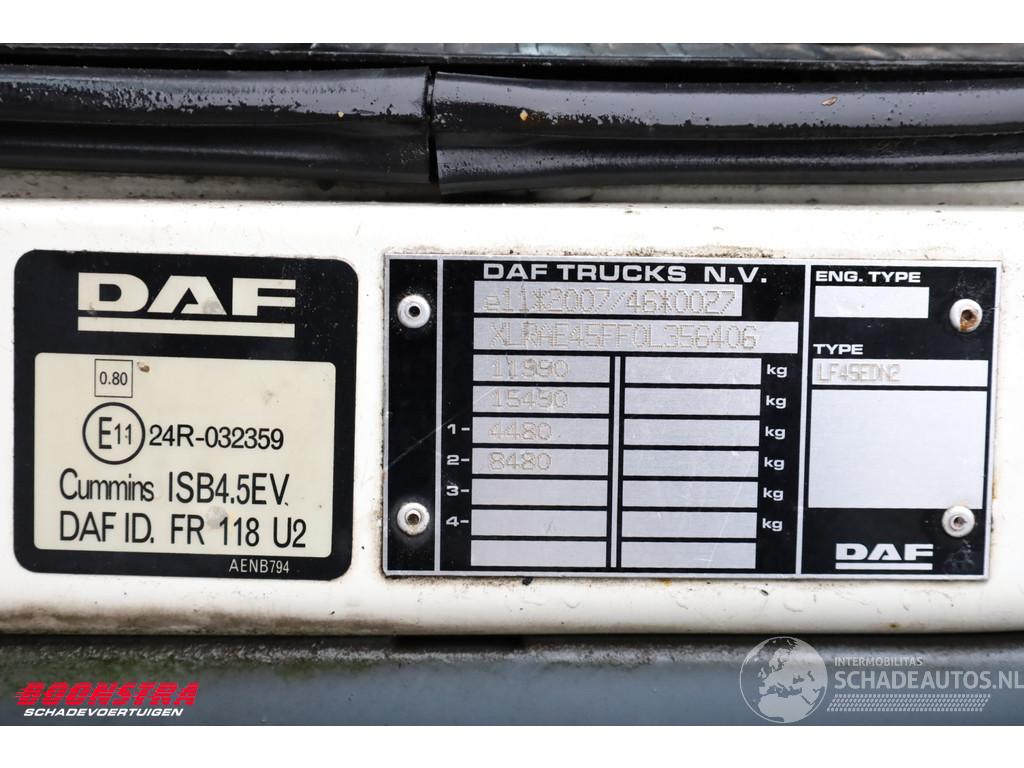 DAF
0.80
E11 24R-032359
Cummins ISB4.5EV.
DAF ID. FR 118 U2
AENB794
DAF TRUCKS N.V.
e11*2007/46*0027
XLRAE45FF0L356406
11990 kg
15490 kg
1- 4480 kg
2- 8480 kg
3- kg
4- kg
ENG. TYPE
TYPE
LF45EDN2
DAF
BOONSTRA
SCHADEVOERTUIGEN
INTERMOBILITAS
SCHADEAUTOS.NL